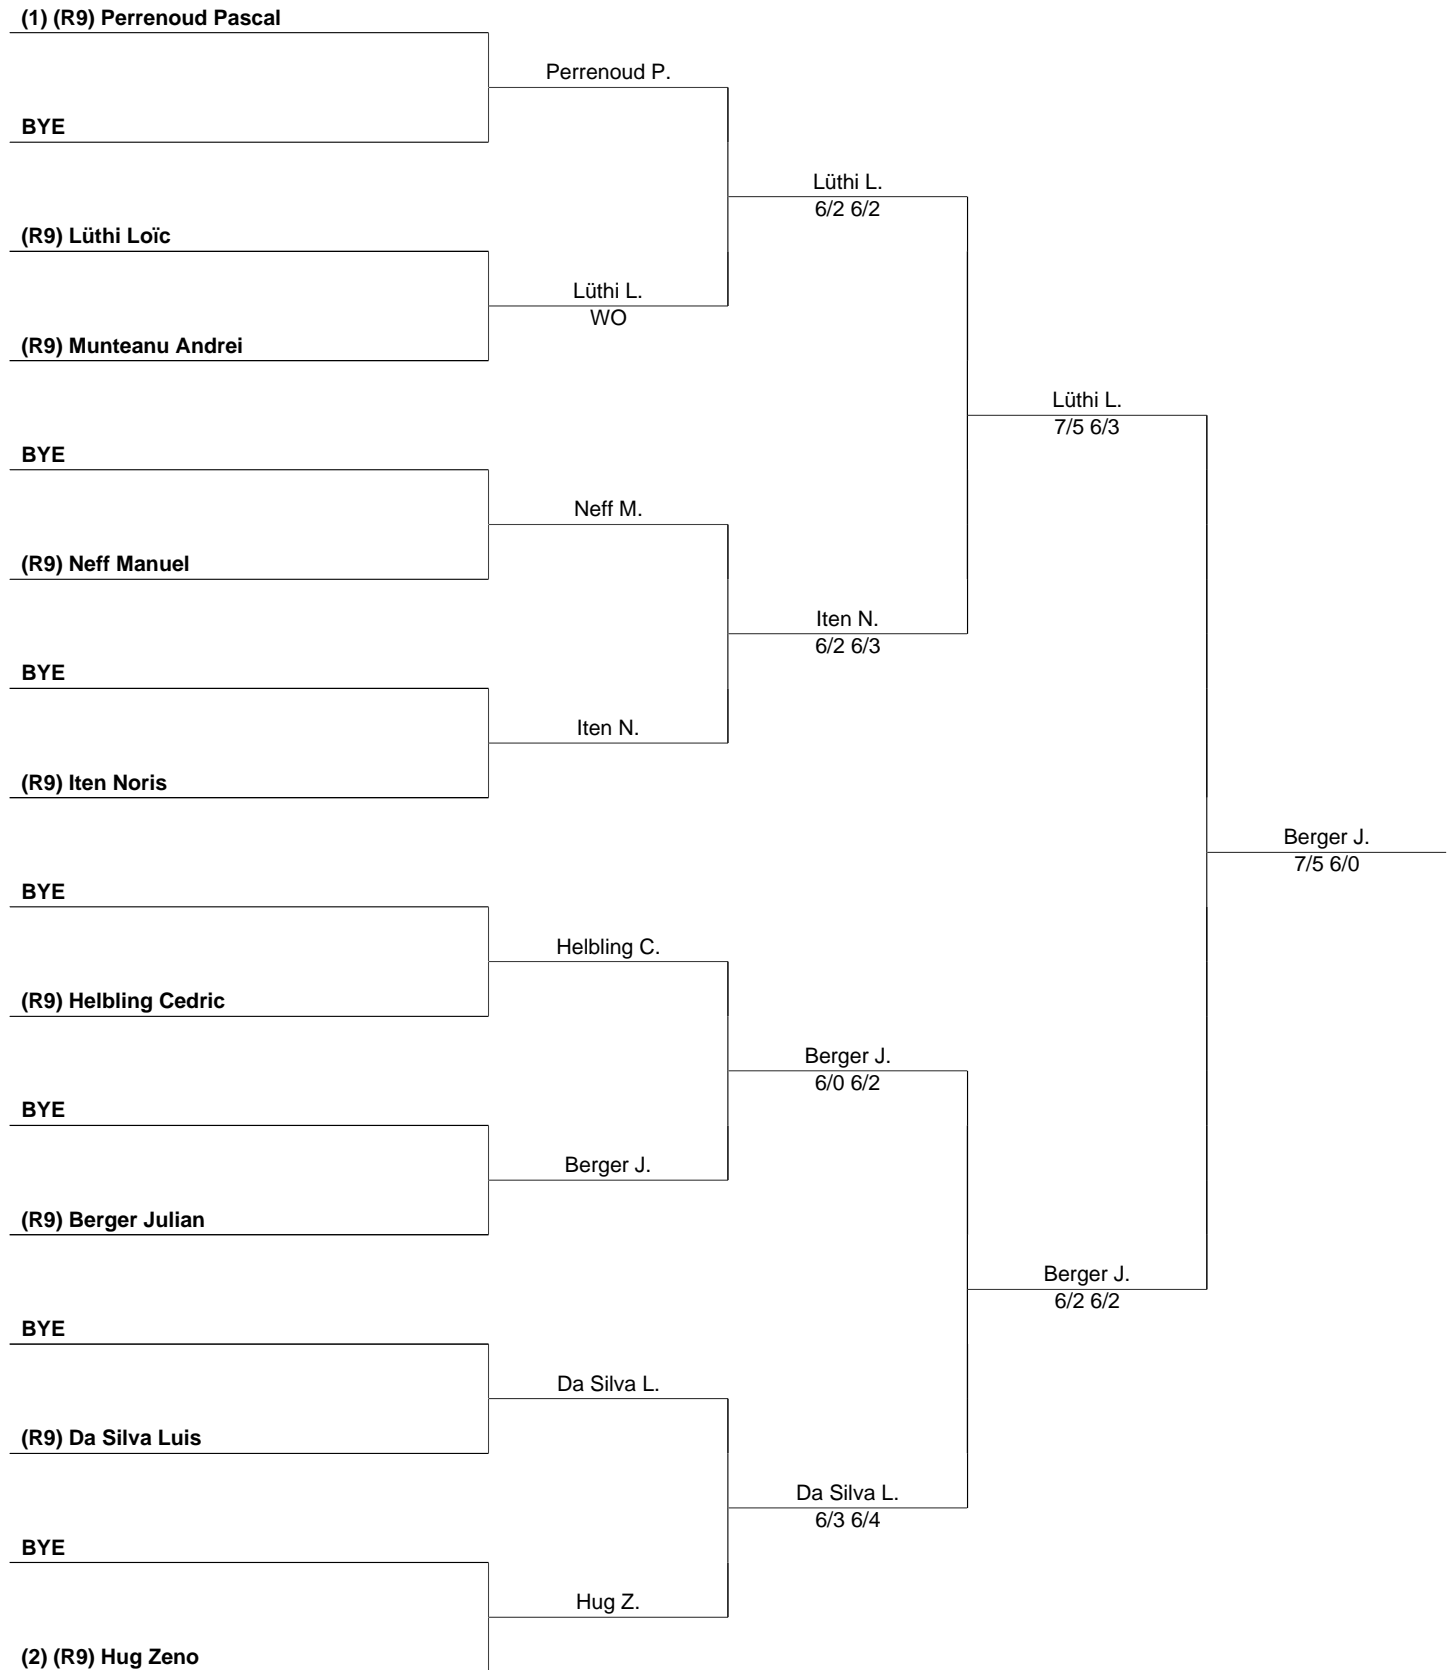 (1) (R9) Perrenoud Pascal
Perrenoud P.
BYE
Lüthi L.
6/2 6/2
(R9) Lüthi Loïc
Lüthi L.
WO
(R9) Munteanu Andrei
Lüthi L.
7/5 6/3
BYE
Neff M.
(R9) Neff Manuel
Iten N.
6/2 6/3
BYE
Iten N.
(R9) Iten Noris
Berger J.
7/5 6/0
BYE
Helbling C.
(R9) Helbling Cedric
Berger J.
6/0 6/2
BYE
Berger J.
(R9) Berger Julian
Berger J.
6/2 6/2
BYE
Da Silva L.
(R9) Da Silva Luis
Da Silva L.
6/3 6/4
BYE
Hug Z.
(2) (R9) Hug Zeno